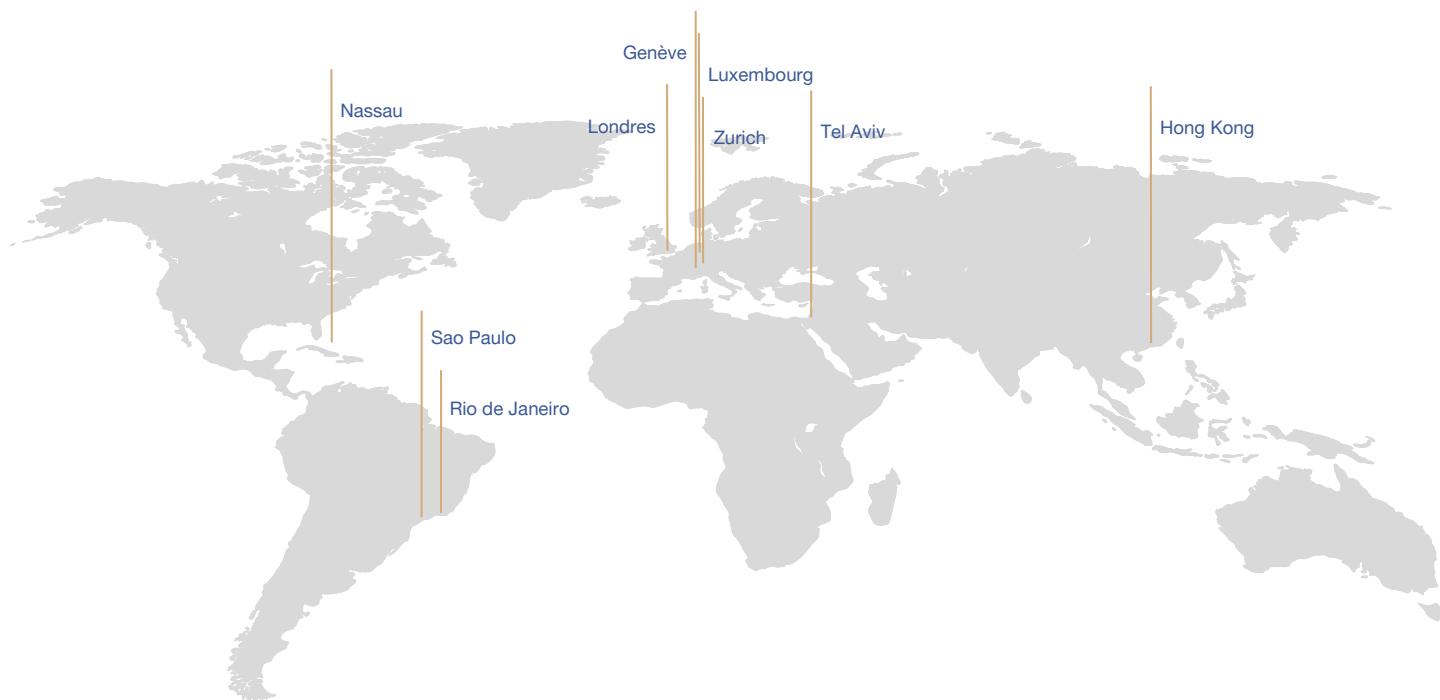 Genève
Luxembourg
Nassau
Londres
Zurich
Tel Aviv
Hong Kong
Sao Paulo
Rio de Janeiro